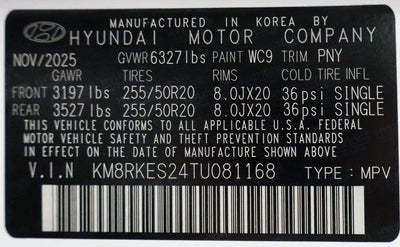 MANUFACTURED IN KOREA BY
HYUNDAI MOTOR COMPANY
NOV/2025 GVWR 6327lbs PAINT WC9 TRIM PNY
GAWR TIRES RIMS COLD TIRE INFL
FRONT 3197lbs 255/50R20 8.0JX20 36psi SINGLE
REAR 3527lbs 255/50R20 8.0JX20 36psi SINGLE
THIS VEHICLE CONFORMS TO ALL APPLICABLE U.S.A. FEDERAL
MOTOR VEHICLE SAFETY AND THEFT PREVENTION STANDARDS
IN EFFECT ON THE DATE OF MANUFACTURE SHOWN ABOVE.
V.I.N KM8RKES24TU081168 TYPE : MPV